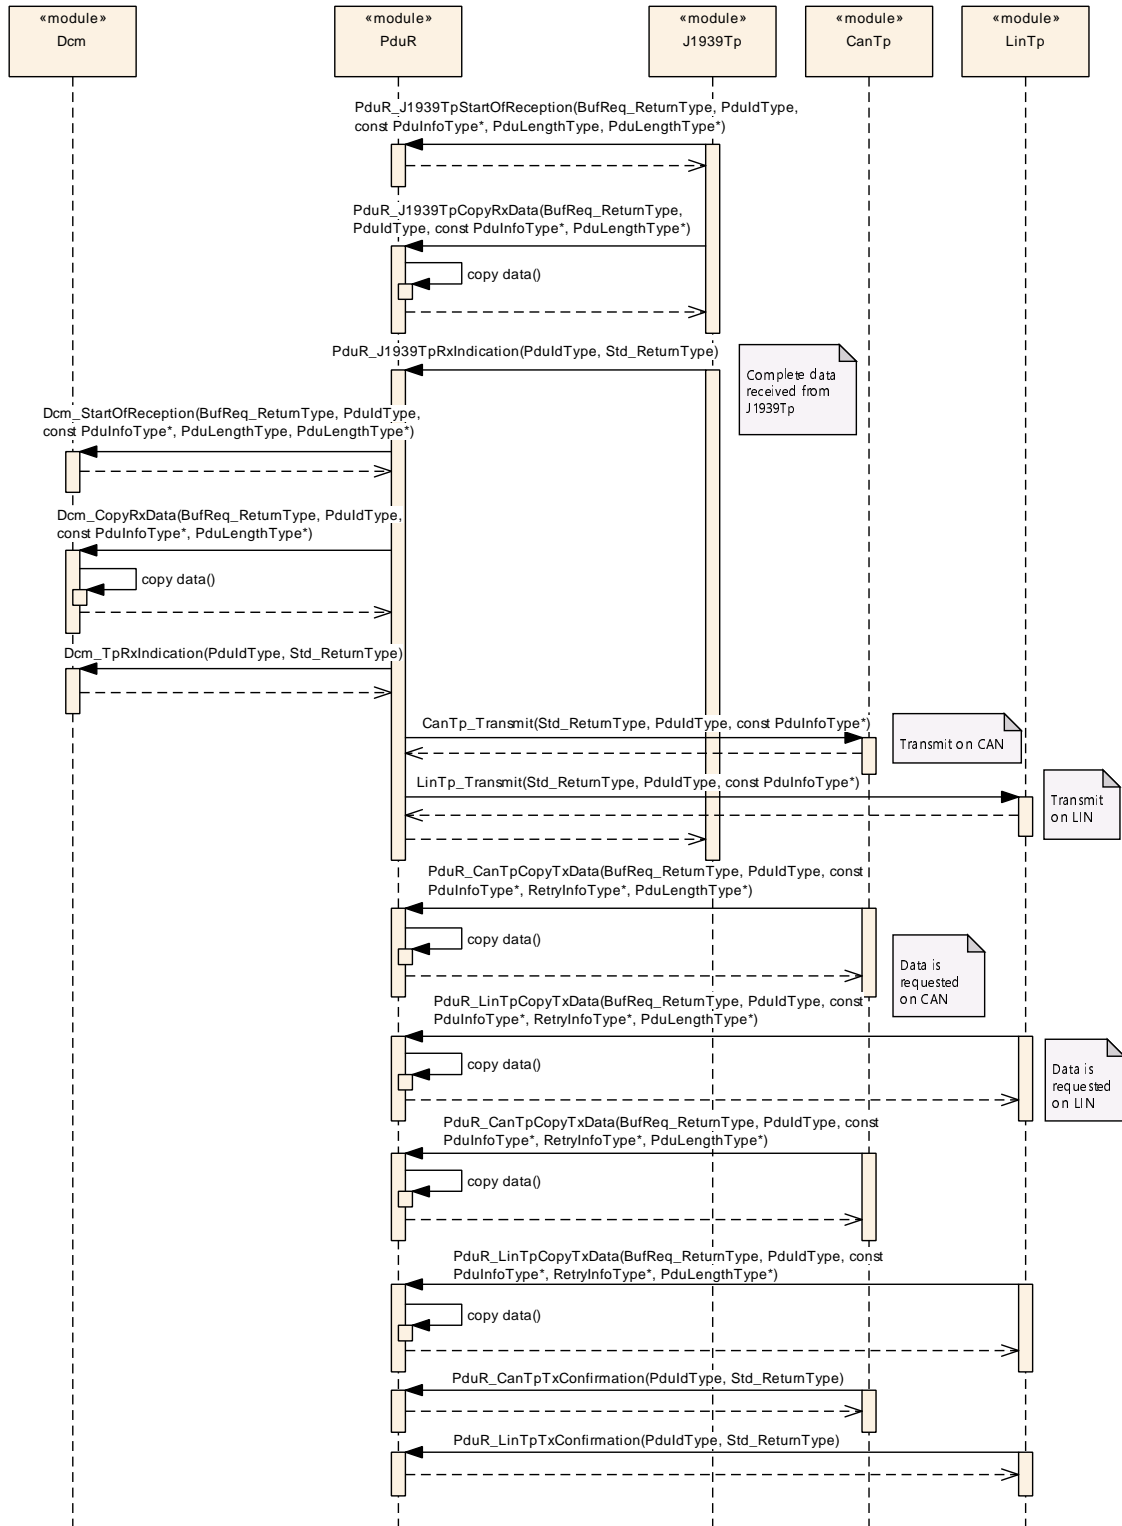 «module»
Dcm
«module»
PduR
«module»
J1939Tp
«module»
CanTp
«module»
LinTp
PduR_J1939TpStartOfReception(BufReq_ReturnType, PduIdType,
const PduInfoType*, PduLengthType, PduLengthType*)
PduR_J1939TpCopyRxData(BufReq_ReturnType,
PduIdType, const PduInfoType*, PduLengthType*)
copy data()
PduR_J1939TpRxIndication(PduIdType, Std_ReturnType)
Complete data
received from
J1939Tp
Dcm_StartOfReception(BufReq_ReturnType, PduIdType,
const PduInfoType*, PduLengthType, PduLengthType*)
Dcm_CopyRxData(BufReq_ReturnType, PduIdType,
const PduInfoType*, PduLengthType*)
copy data()
Dcm_TpRxIndication(PduIdType, Std_ReturnType)
CanTp_Transmit(Std_ReturnType, PduIdType, const PduInfoType*)
Transmit on CAN
LinTp_Transmit(Std_ReturnType, PduIdType, const PduInfoType*)
Transmit
on LIN
PduR_CanTpCopyTxData(BufReq_ReturnType, PduIdType, const
PduInfoType*, RetryInfoType*, PduLengthType*)
copy data()
Data is
requested
on CAN
PduR_LinTpCopyTxData(BufReq_ReturnType, PduIdType, const
PduInfoType*, RetryInfoType*, PduLengthType*)
copy data()
Data is
requested
on LIN
PduR_CanTpCopyTxData(BufReq_ReturnType, PduIdType, const
PduInfoType*, RetryInfoType*, PduLengthType*)
copy data()
PduR_LinTpCopyTxData(BufReq_ReturnType, PduIdType, const
PduInfoType*, RetryInfoType*, PduLengthType*)
copy data()
PduR_CanTpTxConfirmation(PduIdType, Std_ReturnType)
PduR_LinTpTxConfirmation(PduIdType, Std_ReturnType)